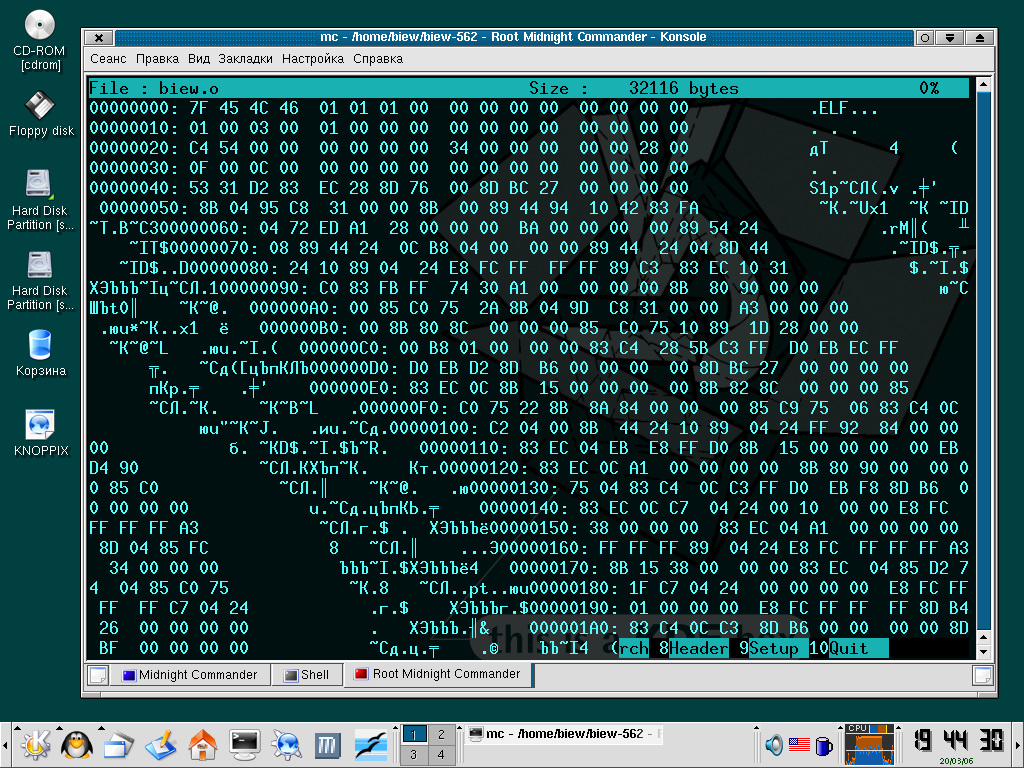 CD-ROM
[cdrom]
Floppy disk
Hard Disk
Partition [s...
Hard Disk
Partition [s...
Корзина
KNOPPIX
mc - /home/biew/biew-562 - Root Midnight Commander - Konsole
Сеанс Правка Вид Закладки Настройка Справка
File : biew.o Size : 32116 bytes 0%
00000000: 7F 45 4C 46 01 01 01 00 00 00 00 00 00 00 00 00 .ELF...
00000010: 01 00 03 00 01 00 00 00 00 00 00 00 00 00 00 00 . . .
00000020: C4 54 00 00 00 00 00 00 34 00 00 00 00 00 28 00 дT 4 (
00000030: 0F 00 0C 00 00 00 00 00 00 00 00 00 00 00 00 00 . .
00000040: 53 31 D2 83 EC 28 8D 76 00 8D BC 27 00 00 00 00 S1р~CЛ(.v .╪'
00000050: 8B 04 95 C8 31 00 00 8B 00 89 44 94 10 42 83 FA ~K.~Uх1 ~K ~ID
~T.B~C300000060: 04 72 ED A1 28 00 00 00 BA 00 00 00 00 89 54 24 .rМ║( ╨
~IT$00000070: 08 89 44 24 0C B8 04 00 00 00 89 44 24 04 8D 44 .~ID$.╦.
~ID$..D00000080: 24 10 89 04 24 E8 FC FF FF FF 89 C3 83 EC 10 31 $.~I.$
ХЭЪЪЪ~Iц~CЛ.100000090: C0 83 FB FF 74 30 A1 00 00 00 00 8B 80 90 00 00 ю~C
ШЪt0║ ~K~@. 000000A0: 00 85 C0 75 2A 8B 04 9D C8 31 00 00 A3 00 00 00
.юu*~K..х1 ё 000000B0: 00 8B 80 8C 00 00 00 85 C0 75 10 89 1D 28 00 00
~K~@~L .юu.~I.( 000000C0: 00 B8 01 00 00 00 83 C4 28 5B C3 FF D0 EB EC FF
╦. ~Cд([цЪпКЛЪ000000D0: D0 EB D2 8D B6 00 00 00 00 8D BC 27 00 00 00 00
пКр.╤ .╪' 000000E0: 83 EC 0C 8B 15 00 00 00 00 8B 82 8C 00 00 00 85
~CЛ.~K. ~K~B~L .000000F0: C0 75 22 8B 8A 84 00 00 00 85 C9 75 06 83 C4 0C
юu"~K~J. .иu.~Cд.00000100: C2 04 00 8B 44 24 10 89 04 24 FF 92 84 00 00
00 б. ~KD$.~I.$Ъ~R. 00000110: 83 EC 04 EB E8 FF D0 8B 15 00 00 00 00 EB
D4 90 ~CЛ.КХЪп~K. Кт.00000120: 83 EC 0C A1 00 00 00 00 8B 80 90 00 00 0
0 85 C0 ~CЛ.║ ~K~@. .ю00000130: 75 04 83 C4 0C C3 FF D0 EB F8 8D B6 0
0 00 00 00 u.~Cд.цЪпКЬ.╤ 00000140: 83 EC 0C C7 04 24 00 10 00 00 E8 FC
FF FF FF A3 ~CЛ.г.$ . ХЭЪЪЪё00000150: 38 00 00 00 83 EC 04 A1 00 00 00 00
8D 04 85 FC 8 ~CЛ.║ ...Э00000160: FF FF FF 89 04 24 E8 FC FF FF FF A3
34 00 00 00 ЪЪЪ~I.$ХЭЪЪЪё4 00000170: 8B 15 38 00 00 00 83 EC 04 85 D2 7
4 04 85 C0 75 ~K.8 ~CЛ..рt..юu00000180: 1F C7 04 24 00 00 00 00 E8 FC FF
FF FF C7 04 24 .г.$ ХЭЪЪЪг.$00000190: 01 00 00 00 E8 FC FF FF FF 8D B4
26 00 00 00 00 . ХЭЪЪЪ.╢& 000001A0: 83 C4 0C C3 8D B6 00 00 00 00 8D
BF 00 00 00 00 ~Cд.ц.╤ .© ЪЪ~I4 (rch 8Header 9Setup 10Quit
Midnight Commander Shell Root Midnight Commander
1 2
3 4
mc - /home/biew/biew-562 -
CPU
19 44 30
20/03/06